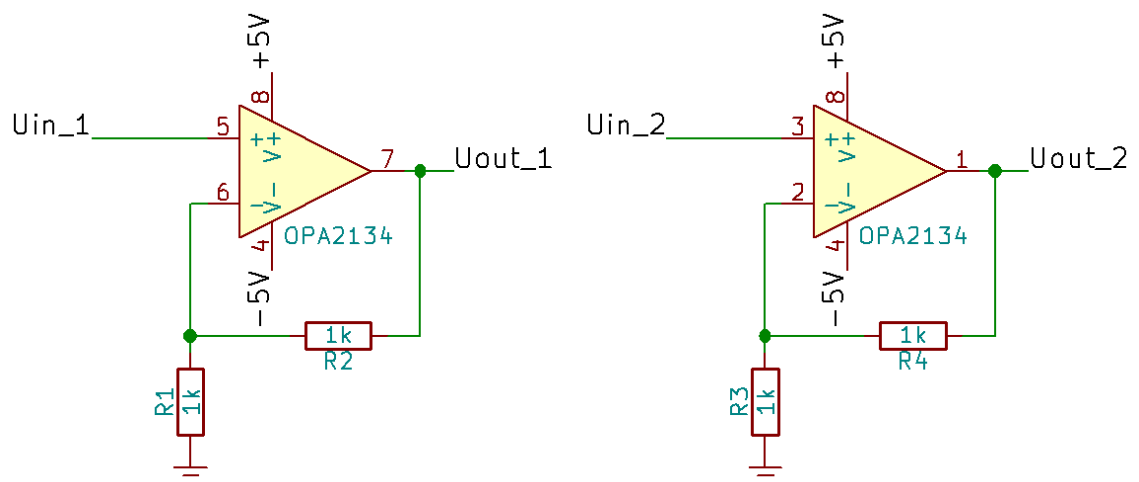 +5V
8
Uin_1
5
+
V+
7
Uout_1
6
-
V-
OPA2134
4
-5V
1k
R2
R1
1k
+5V
8
Uin_2
3
+
V+
1
Uout_2
2
-
V-
OPA2134
4
-5V
1k
R4
R3
1k